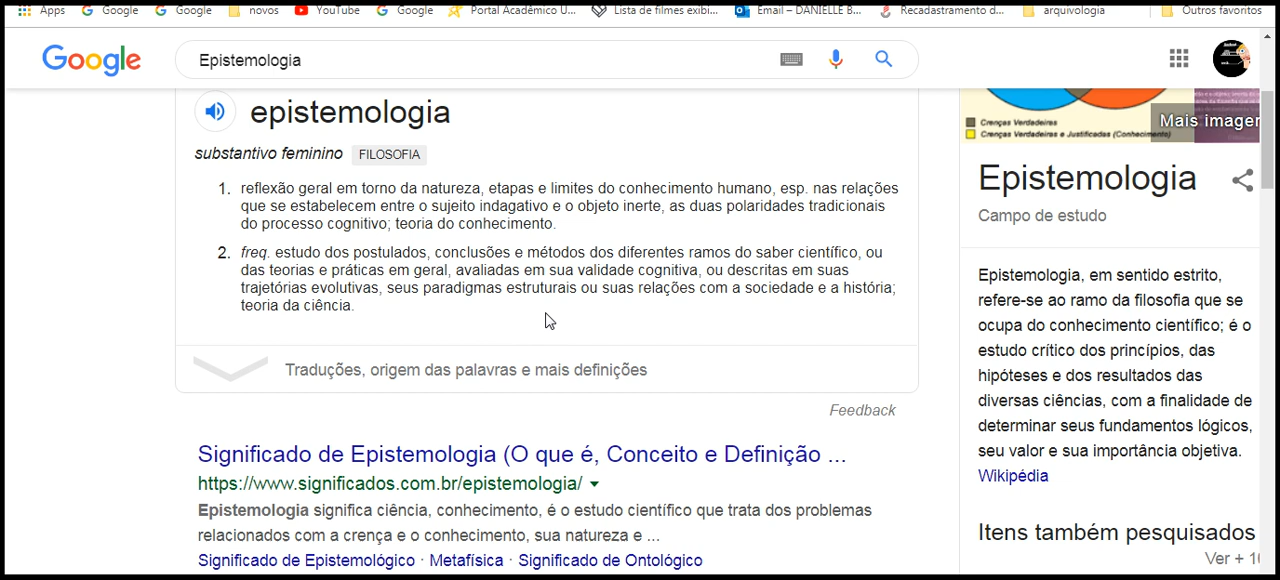 Apps Google Google novos YouTube Google Portal Acadêmico U... Lista de filmes exibi... Email – DANIELLE B... Recadastramento d... arquivologia Outros favoritos
Google Epistemologia
epistemologia
substantivo feminino FILOSOFIA
1. reflexão geral em torno da natureza, etapas e limites do conhecimento humano, esp. nas relações
que se estabelecem entre o sujeito indagativo e o objeto inerte, as duas polaridades tradicionais
do processo cognitivo; teoria do conhecimento.
2. freq. estudo dos postulados, conclusões e métodos dos diferentes ramos do saber científico, ou
das teorias e práticas em geral, avaliadas em sua validade cognitiva, ou descritas em suas
trajetórias evolutivas, seus paradigmas estruturais ou suas relações com a sociedade e a história;
teoria da ciência.
Traduções, origem das palavras e mais definições
Feedback
Significado de Epistemologia (O que é, Conceito e Definição ...
https://www.significados.com.br/epistemologia/
Epistemologia significa ciência, conhecimento, é o estudo científico que trata dos problemas
relacionados com a crença e o conhecimento, sua natureza e ...
Significado de Epistemológico · Metafísica · Significado de Ontológico
Crenças Verdadeiras
Crenças Verdadeiras e Justificadas (Conhecimento)
Mais imagen
Epistemologia
Campo de estudo
Epistemologia, em sentido estrito,
refere-se ao ramo da filosofia que se
ocupa do conhecimento científico; é o
estudo crítico dos princípios, das
hipóteses e dos resultados das
diversas ciências, com a finalidade de
determinar seus fundamentos lógicos,
seu valor e sua importância objetiva.
Wikipédia
Itens também pesquisados
Ver + 10